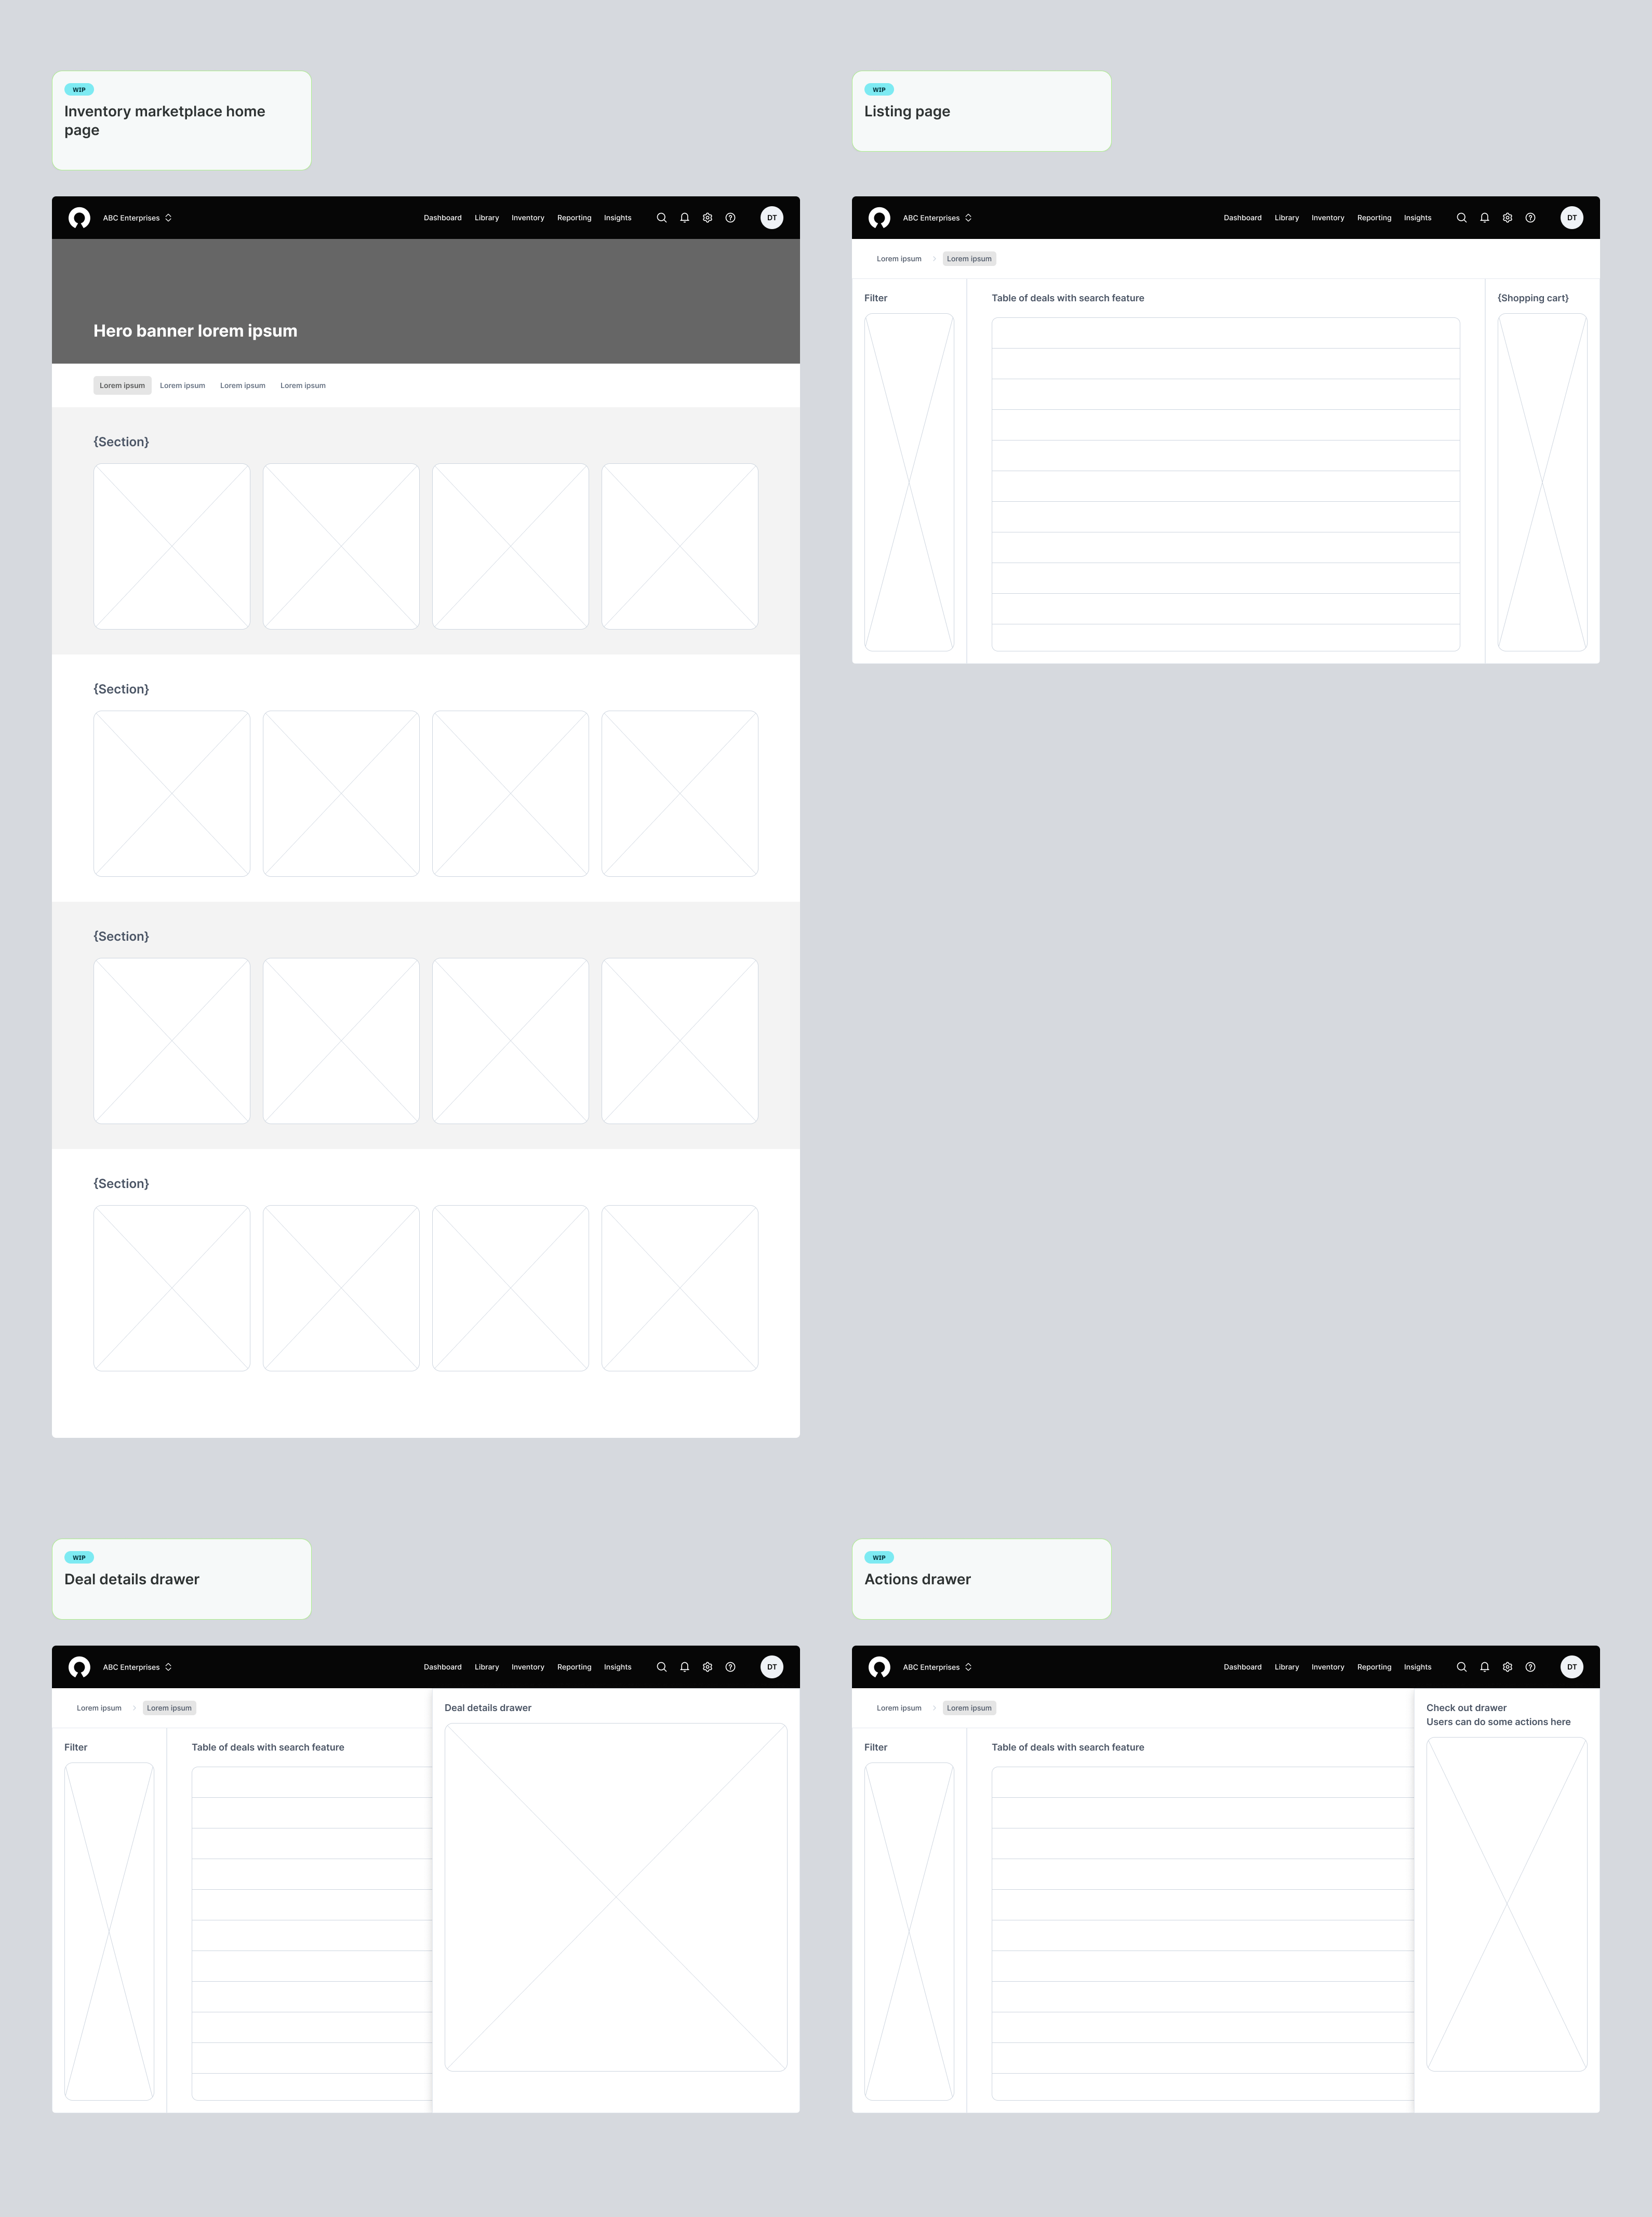 WIP
Inventory marketplace home
page
WIP
Listing page
ABC Enterprises
Dashboard Library Inventory Reporting Insights
DT
Hero banner lorem ipsum
Lorem ipsum Lorem ipsum Lorem ipsum Lorem ipsum
{Section}
{Section}
{Section}
{Section}
ABC Enterprises
Dashboard Library Inventory Reporting Insights
DT
Lorem ipsum Lorem ipsum
Filter
Table of deals with search feature
{Shopping cart}
WIP
Deal details drawer
WIP
Actions drawer
ABC Enterprises
Dashboard Library Inventory Reporting Insights
DT
Lorem ipsum Lorem ipsum
Filter
Table of deals with search feature
Deal details drawer
ABC Enterprises
Dashboard Library Inventory Reporting Insights
DT
Lorem ipsum Lorem ipsum
Filter
Table of deals with search feature
Check out drawer
Users can do some actions here